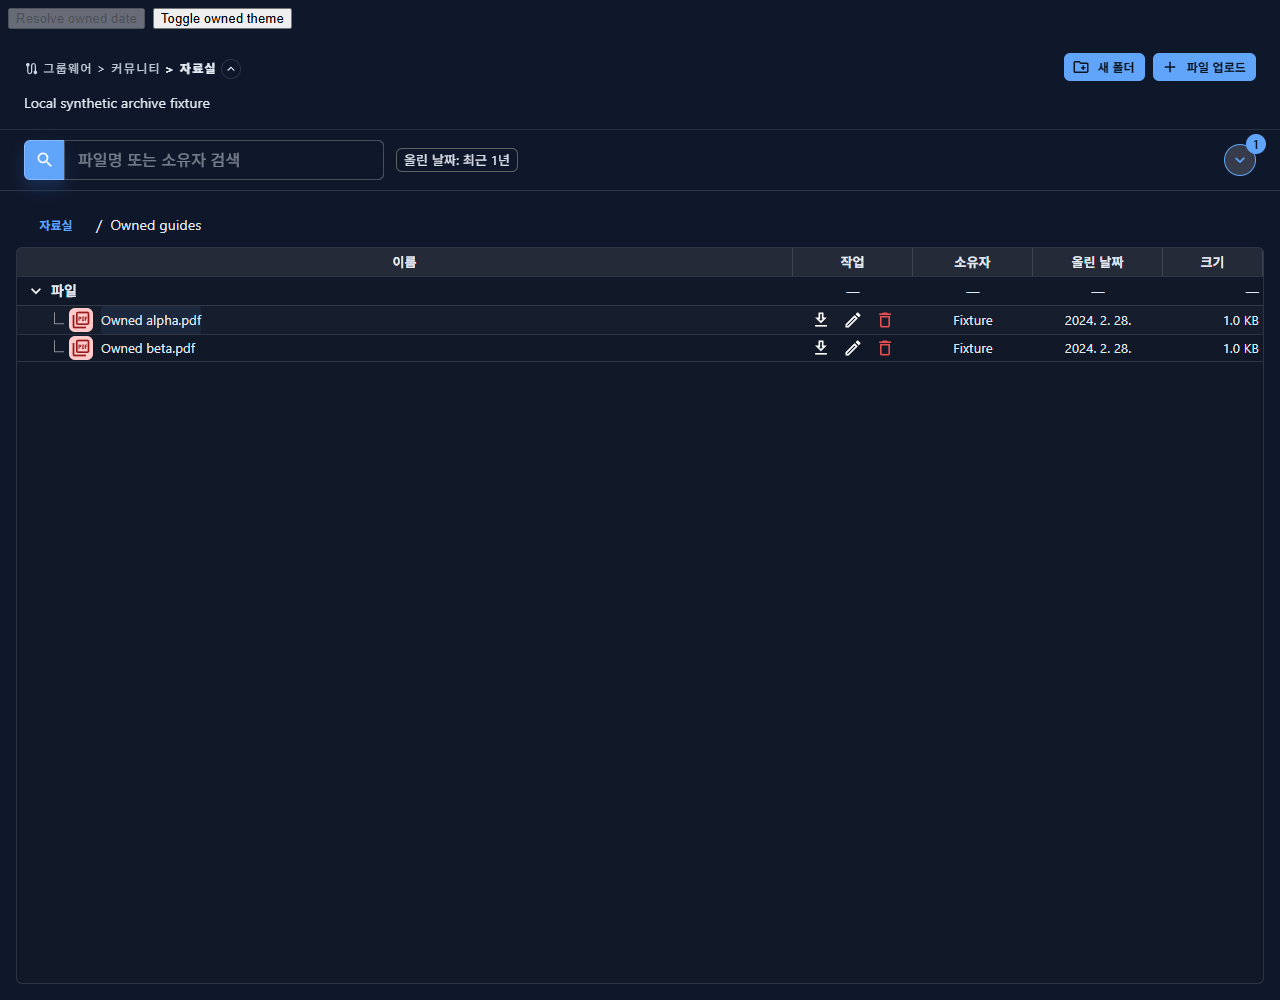 Resolve owned date Toggle owned theme
그룹웨어 > 커뮤니티 > 자료실
새 폴더 파일 업로드
Local synthetic archive fixture
파일명 또는 소유자 검색 올린 날짜: 최근 1년 1
자료실 / Owned guides
이름 작업 소유자 올린 날짜 크기
파일 — — — —
PDF Owned alpha.pdf Fixture 2024. 2. 28. 1.0 KB
PDF Owned beta.pdf Fixture 2024. 2. 28. 1.0 KB